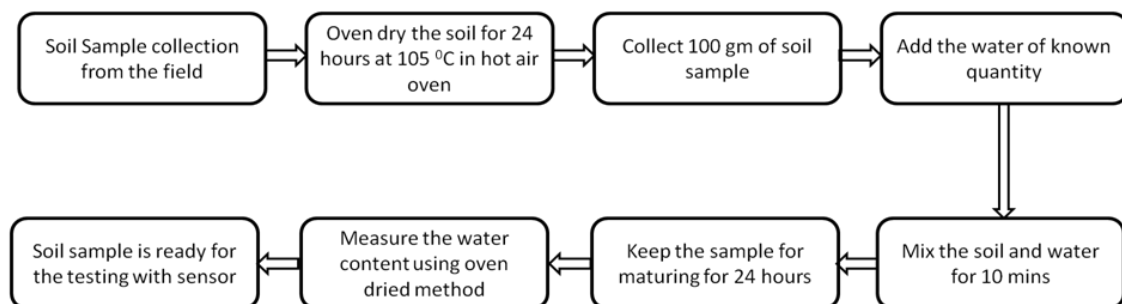 Soil Sample collection
from the field
Oven dry the soil for 24
hours at 105 ⁰C in hot air
oven
Collect 100 gm of soil
sample
Add the water of known
quantity
Mix the soil and water
for 10 mins
Keep the sample for
maturing for 24 hours
Measure the water
content using oven
dried method
Soil sample is ready for
the testing with sensor